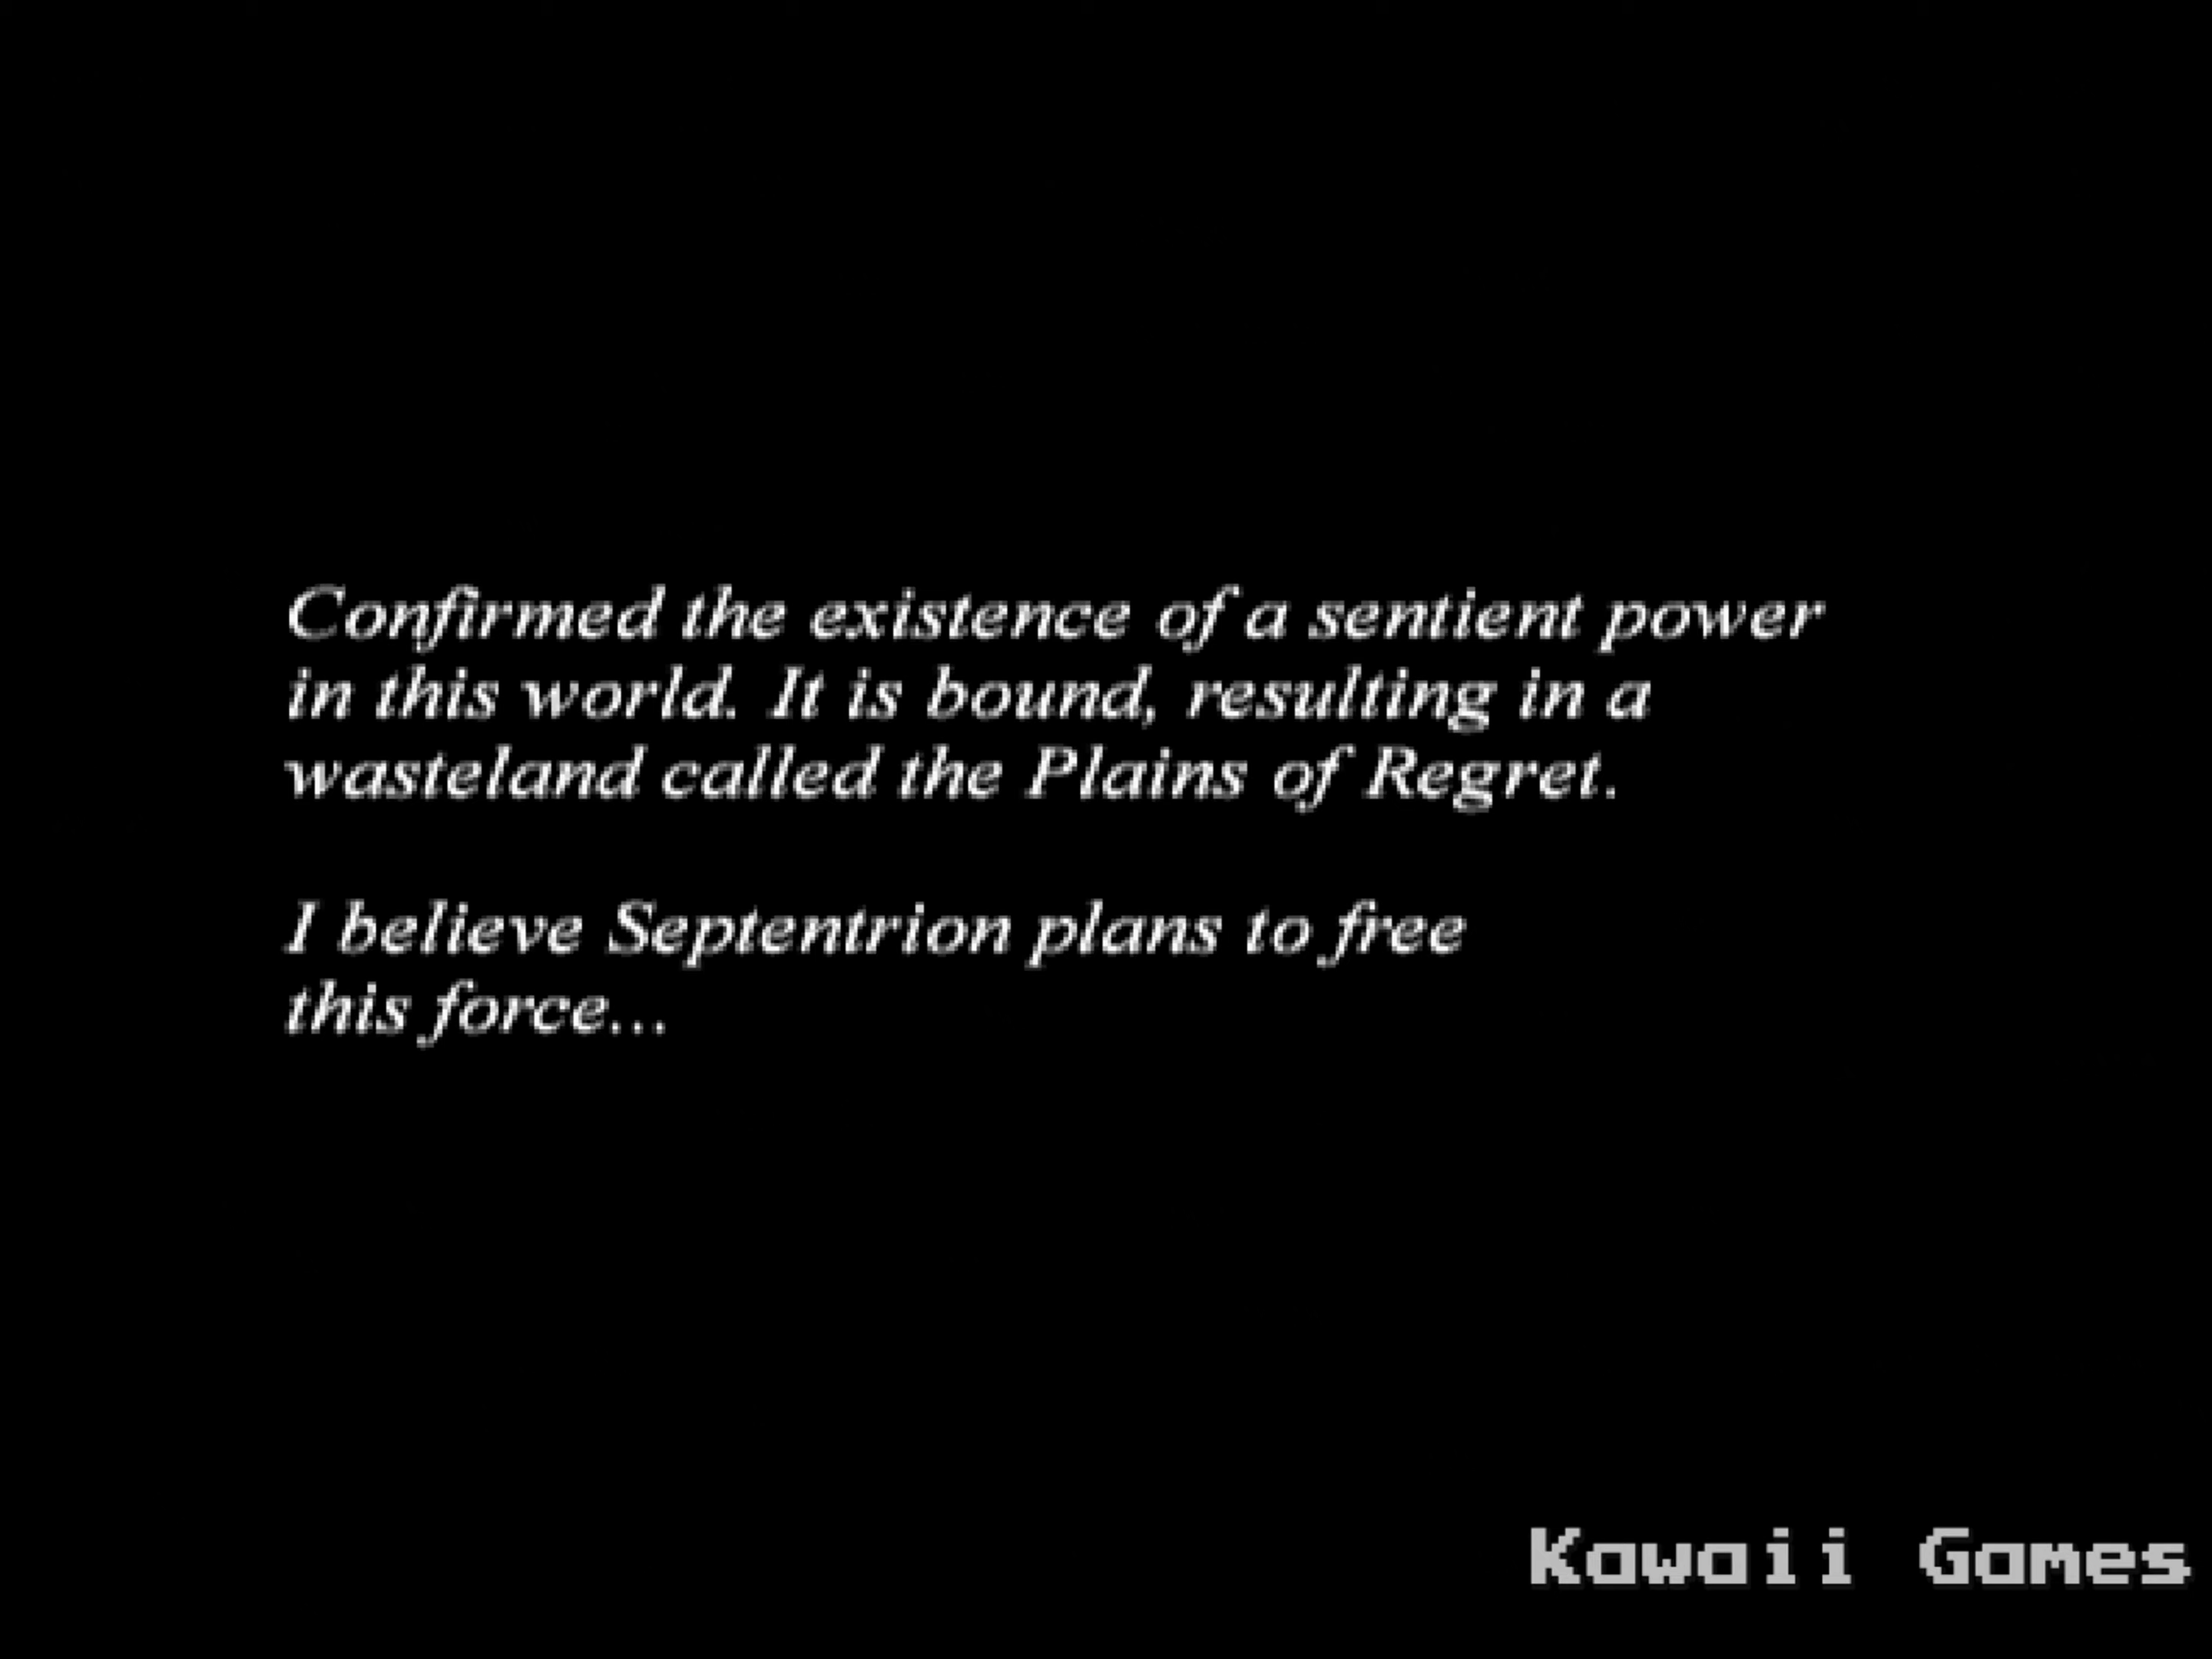 Confirmed the existence of a sentient power
in this world. It is bound, resulting in a
wasteland called the Plains of Regret.
I believe Septentrion plans to free
this force...
Kawaii Games